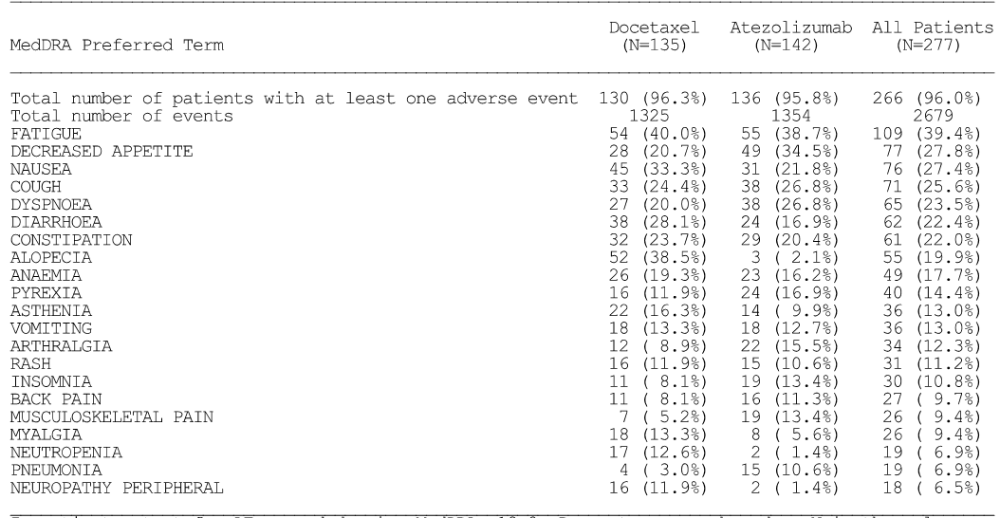 Docetaxel Atezolizumab All Patients
MedDRA Preferred Term (N=135) (N=142) (N=277)
Total number of patients with at least one adverse event 130 (96.3%) 136 (95.8%) 266 (96.0%)
Total number of events 1325 1354 2679
FATIGUE 54 (40.0%) 55 (38.7%) 109 (39.4%)
DECREASED APPETITE 28 (20.7%) 49 (34.5%) 77 (27.8%)
NAUSEA 45 (33.3%) 31 (21.8%) 76 (27.4%)
COUGH 33 (24.4%) 38 (26.8%) 71 (25.6%)
DYSPNOEA 27 (20.0%) 38 (26.8%) 65 (23.5%)
DIARRHOEA 38 (28.1%) 24 (16.9%) 62 (22.4%)
CONSTIPATION 32 (23.7%) 29 (20.4%) 61 (22.0%)
ALOPECIA 52 (38.5%) 3 ( 2.1%) 55 (19.9%)
ANAEMIA 26 (19.3%) 23 (16.2%) 49 (17.7%)
PYREXIA 16 (11.9%) 24 (16.9%) 40 (14.4%)
ASTHENIA 22 (16.3%) 14 ( 9.9%) 36 (13.0%)
VOMITING 18 (13.3%) 18 (12.7%) 36 (13.0%)
ARTHRALGIA 12 ( 8.9%) 22 (15.5%) 34 (12.3%)
RASH 16 (11.9%) 15 (10.6%) 31 (11.2%)
INSOMNIA 11 ( 8.1%) 19 (13.4%) 30 (10.8%)
BACK PAIN 11 ( 8.1%) 16 (11.3%) 27 ( 9.7%)
MUSCULOSKELETAL PAIN 7 ( 5.2%) 19 (13.4%) 26 ( 9.4%)
MYALGIA 18 (13.3%) 8 ( 5.6%) 26 ( 9.4%)
NEUTROPENIA 17 (12.6%) 2 ( 1.4%) 19 ( 6.9%)
PNEUMONIA 4 ( 3.0%) 15 (10.6%) 19 ( 6.9%)
NEUROPATHY PERIPHERAL 16 (11.9%) 2 ( 1.4%) 18 ( 6.5%)